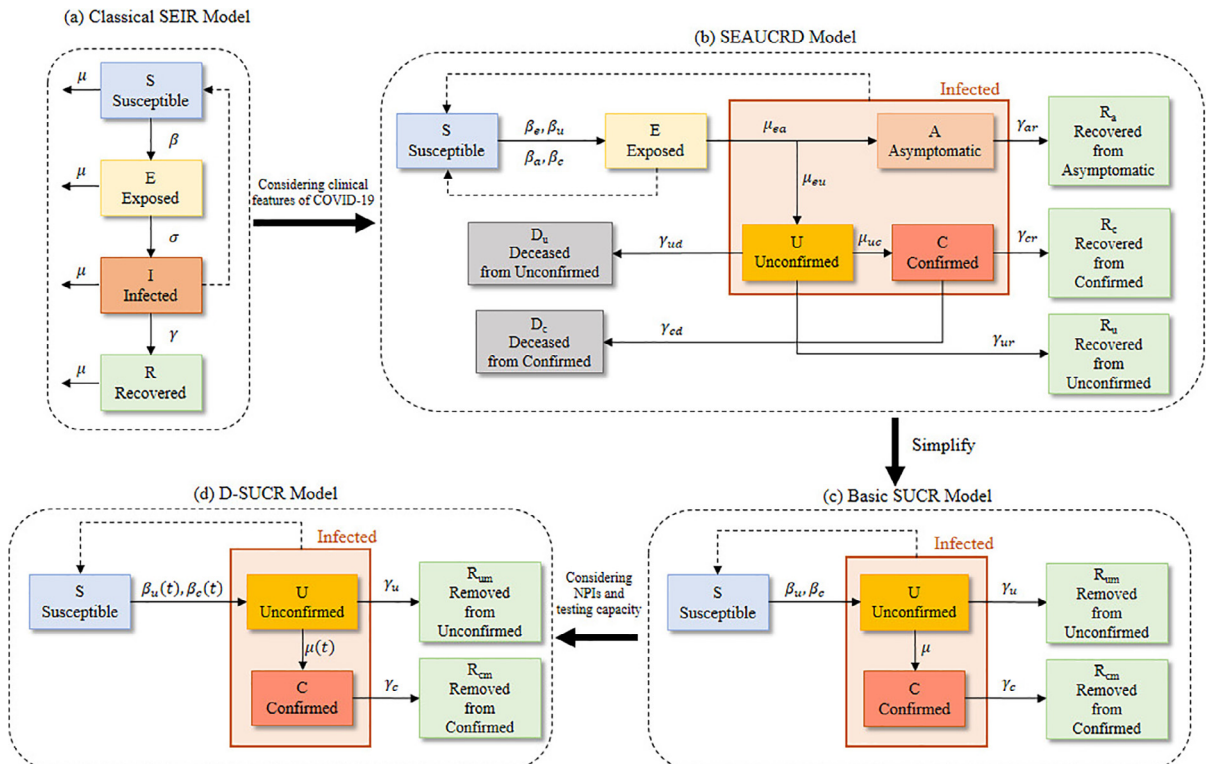 (a) Classical SEIR Model
μ
S
Susceptible
β
μ
E
Exposed
σ
μ
I
Infected
γ
μ
R
Recovered
Considering clinical
features of COVID-19
(b) SEAUCRD Model
Infected
S
Susceptible
βe, βu
βa, βc
E
Exposed
μea
μeu
A
Asymptomatic
γar
Ra
Recovered
from
Asymptomatic
Du
Deceased
from Unconfirmed
γud
U
Unconfirmed
μuc
C
Confirmed
γcr
Rc
Recovered
from
Confirmed
Dc
Deceased
from Confirmed
γcd
γur
Ru
Recovered
from
Unconfirmed
Simplify
(d) D-SUCR Model
Infected
S
Susceptible
βu(t), βc(t)
U
Unconfirmed
γu
Rum
Removed
from
Unconfirmed
μ(t)
C
Confirmed
γc
Rcm
Removed
from
Confirmed
Considering
NPIs and
testing capacity
(c) Basic SUCR Model
Infected
S
Susceptible
βu, βc
U
Unconfirmed
γu
Rum
Removed
from
Unconfirmed
μ
C
Confirmed
γc
Rcm
Removed
from
Confirmed